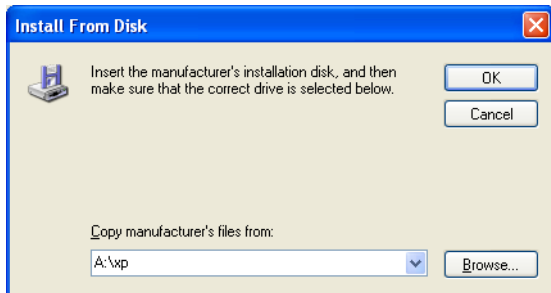 Install From Disk
Insert the manufacturer's installation disk, and then
make sure that the correct drive is selected below.
OK
Cancel
Copy manufacturer's files from:
A:\xp
Browse...